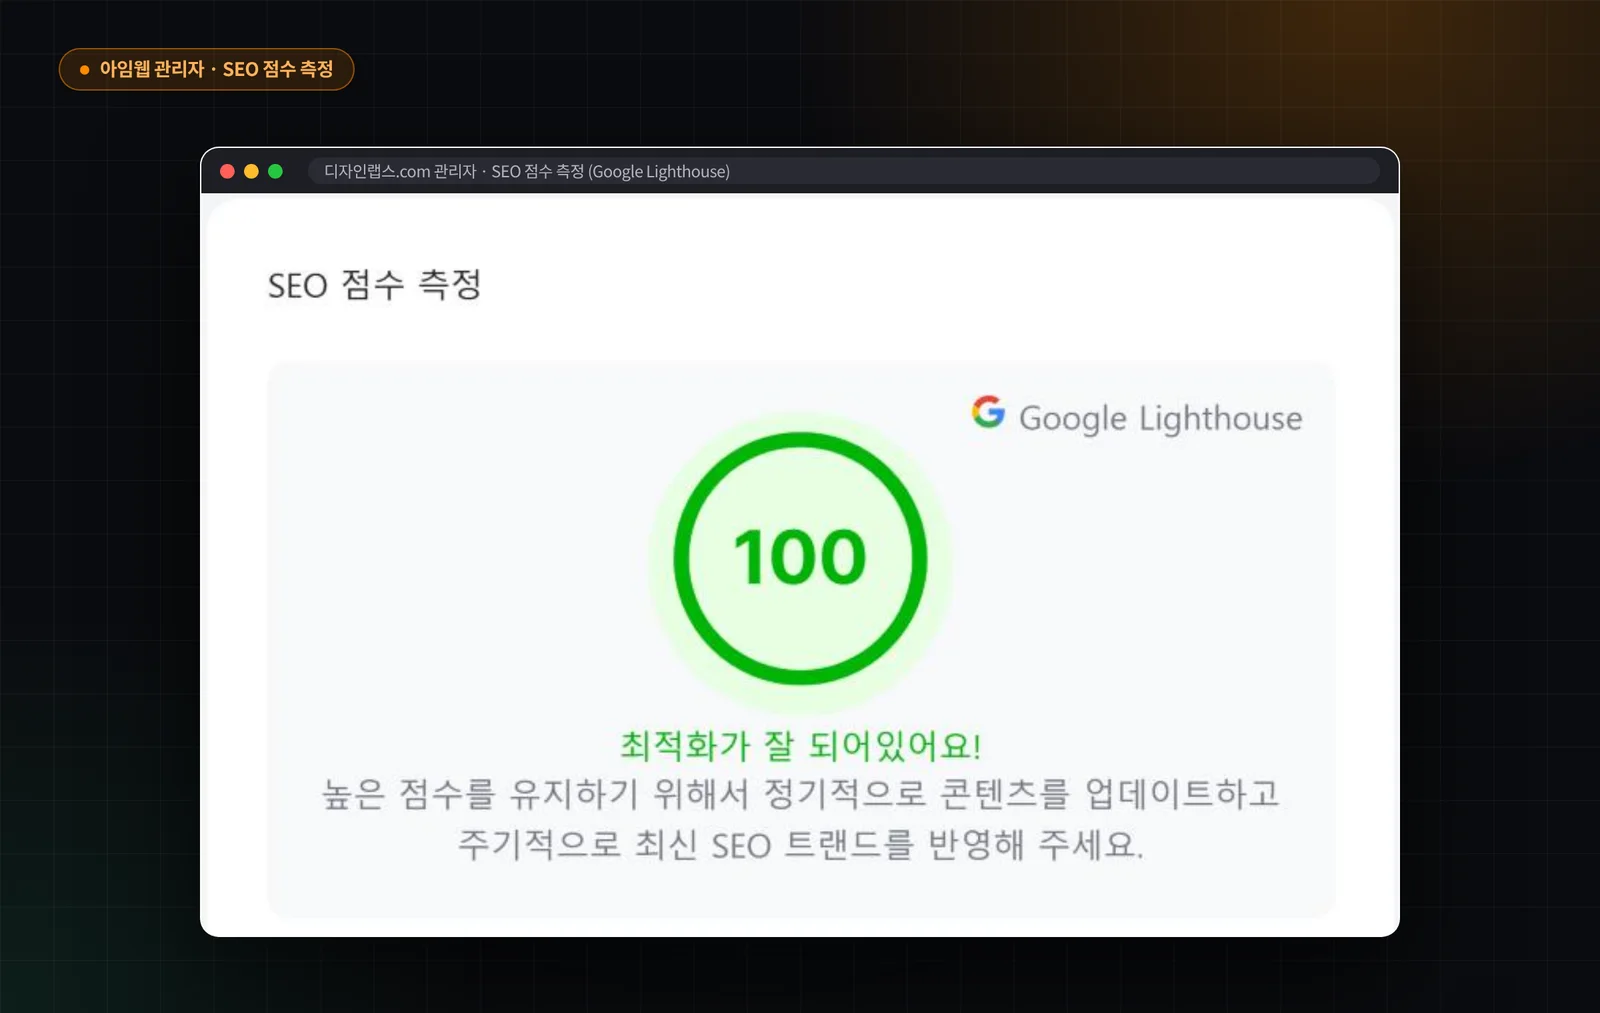 아임웹 관리자 · SEO 점수 측정
디자인랩스.com 관리자 · SEO 점수 측정 (Google Lighthouse)
SEO 점수 측정
Google Lighthouse
100
최적화가 잘 되어있어요!
높은 점수를 유지하기 위해서 정기적으로 콘텐츠를 업데이트하고
주기적으로 최신 SEO 트랜드를 반영해 주세요.